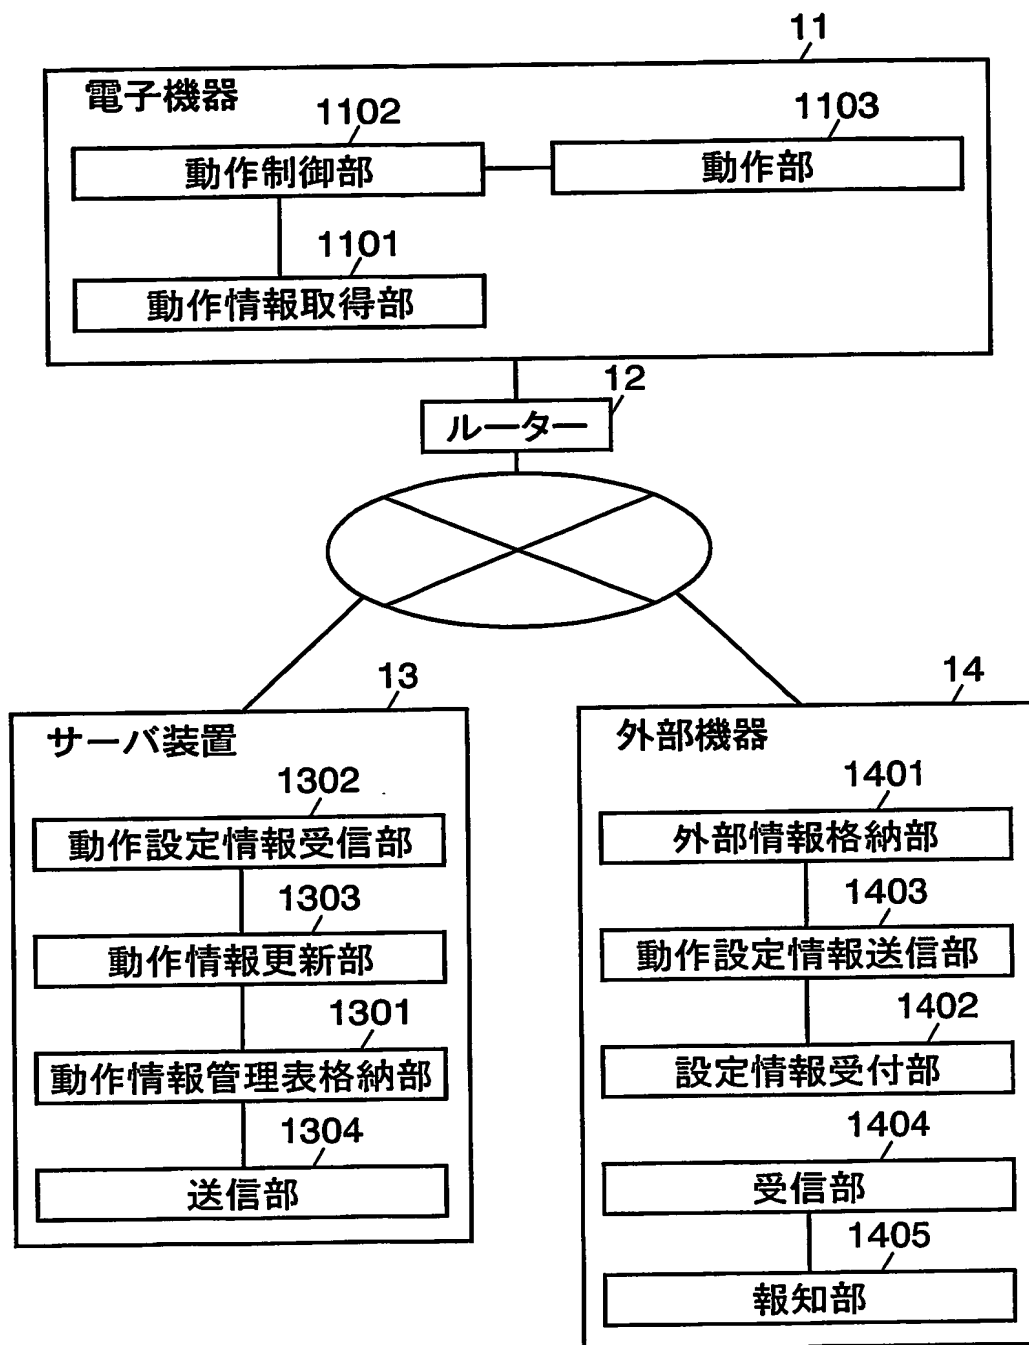 11
電子機器
1102
1103
動作制御部
動作部
1101
動作情報取得部
12
ルーター
13
サーバ装置
1302
動作設定情報受信部
1303
動作情報更新部
1301
動作情報管理表格納部
1304
送信部
14
外部機器
1401
外部情報格納部
1403
動作設定情報送信部
1402
設定情報受付部
1404
受信部
1405
報知部